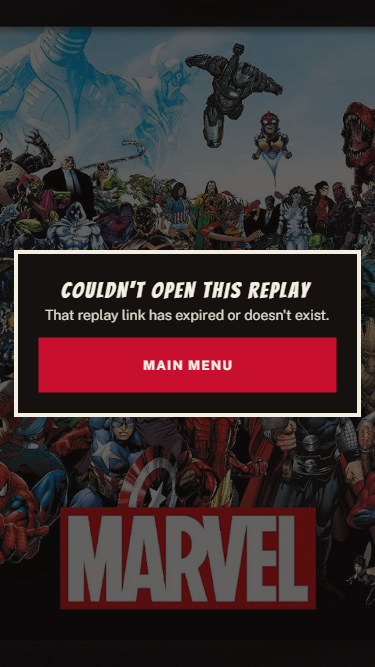 COULDN'T OPEN THIS REPLAY
That replay link has expired or doesn't exist.
MAIN MENU
MARVEL